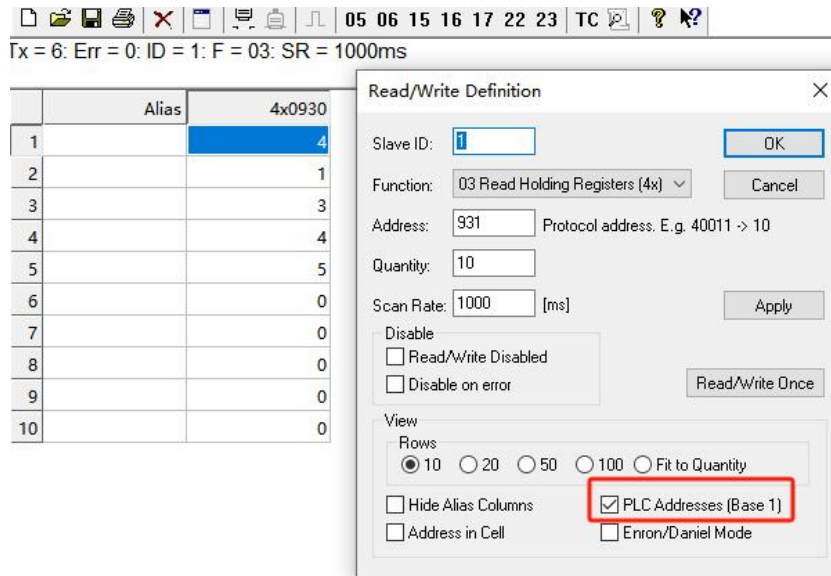 05 06 15 16 17 22 23 TC
Tx = 6: Err = 0: ID = 1: F = 03: SR = 1000ms
Alias 4x0930
1 4
2 1
3 3
4 4
5 5
6 0
7 0
8 0
9 0
10 0
Read/Write Definition
Slave ID: 1 OK
Function: 03 Read Holding Registers (4x) Cancel
Address: 931 Protocol address. E.g. 40011 -> 10
Quantity: 10
Scan Rate: 1000 [ms] Apply
Disable
Read/Write Disabled
Disable on error
Read/Write Once
View
Rows
10 20 50 100 Fit to Quantity
Hide Alias Columns PLC Addresses (Base 1)
Address in Cell Enron/Daniel Mode